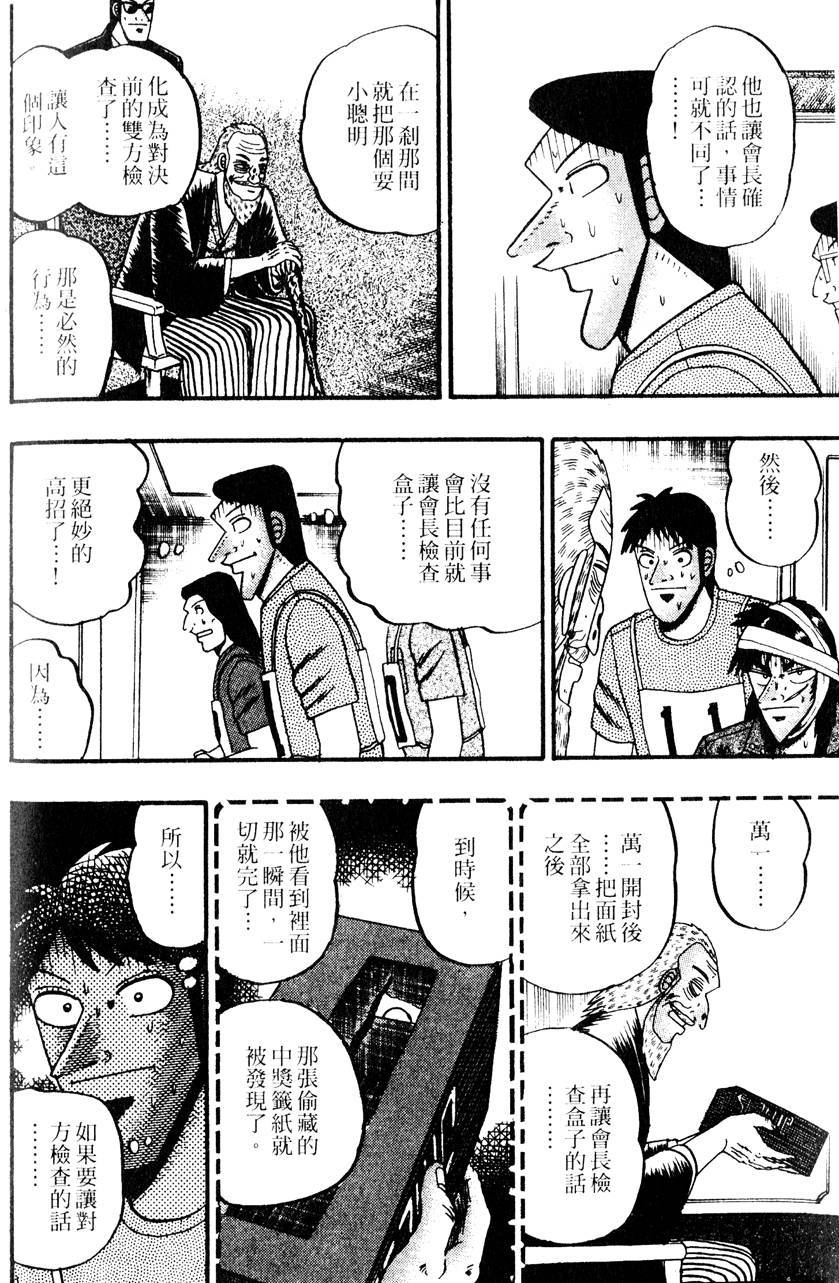 他也讓會長確
認的話，事情
可就不同了…
……！
在一剎那間
就把那個耍
小聰明
化成為對決
前的雙方檢
查了……
讓人有這
個印象。
那是必然的
行為……
然後……
11
沒有任何事
會比目前就
讓會長檢查
盒子……
更絕妙的
高招了…！
因為……
萬一……
萬一開封後
……把面紙
全部拿出來
之後
再讓會長檢
查盒子的話
………
到時候，
被他看到裡面
那一瞬間，一
切就完了…
那張偷藏的
中獎籤紙就
被發現了。
所以……
如果要讓對
方檢查的話
………